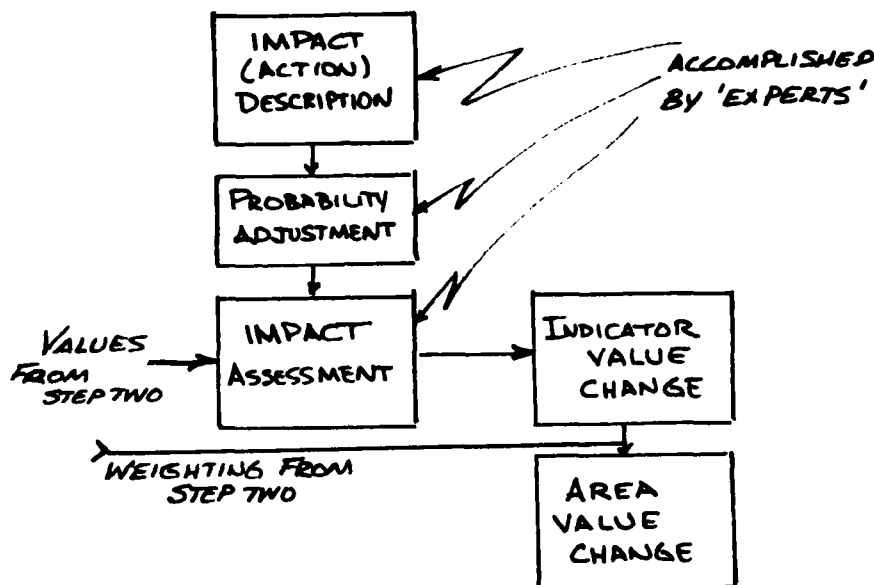 IMPACT
(ACTION)
DESCRIPTION
ACCOMPLISHED
BY 'EXPERTS'
PROBABILITY
ADJUSTMENT
VALUES
FROM
STEP TWO
IMPACT
ASSESSMENT
INDICATOR
VALUE
CHANGE
WEIGHTING FROM
STEP TWO
AREA
VALUE
CHANGE